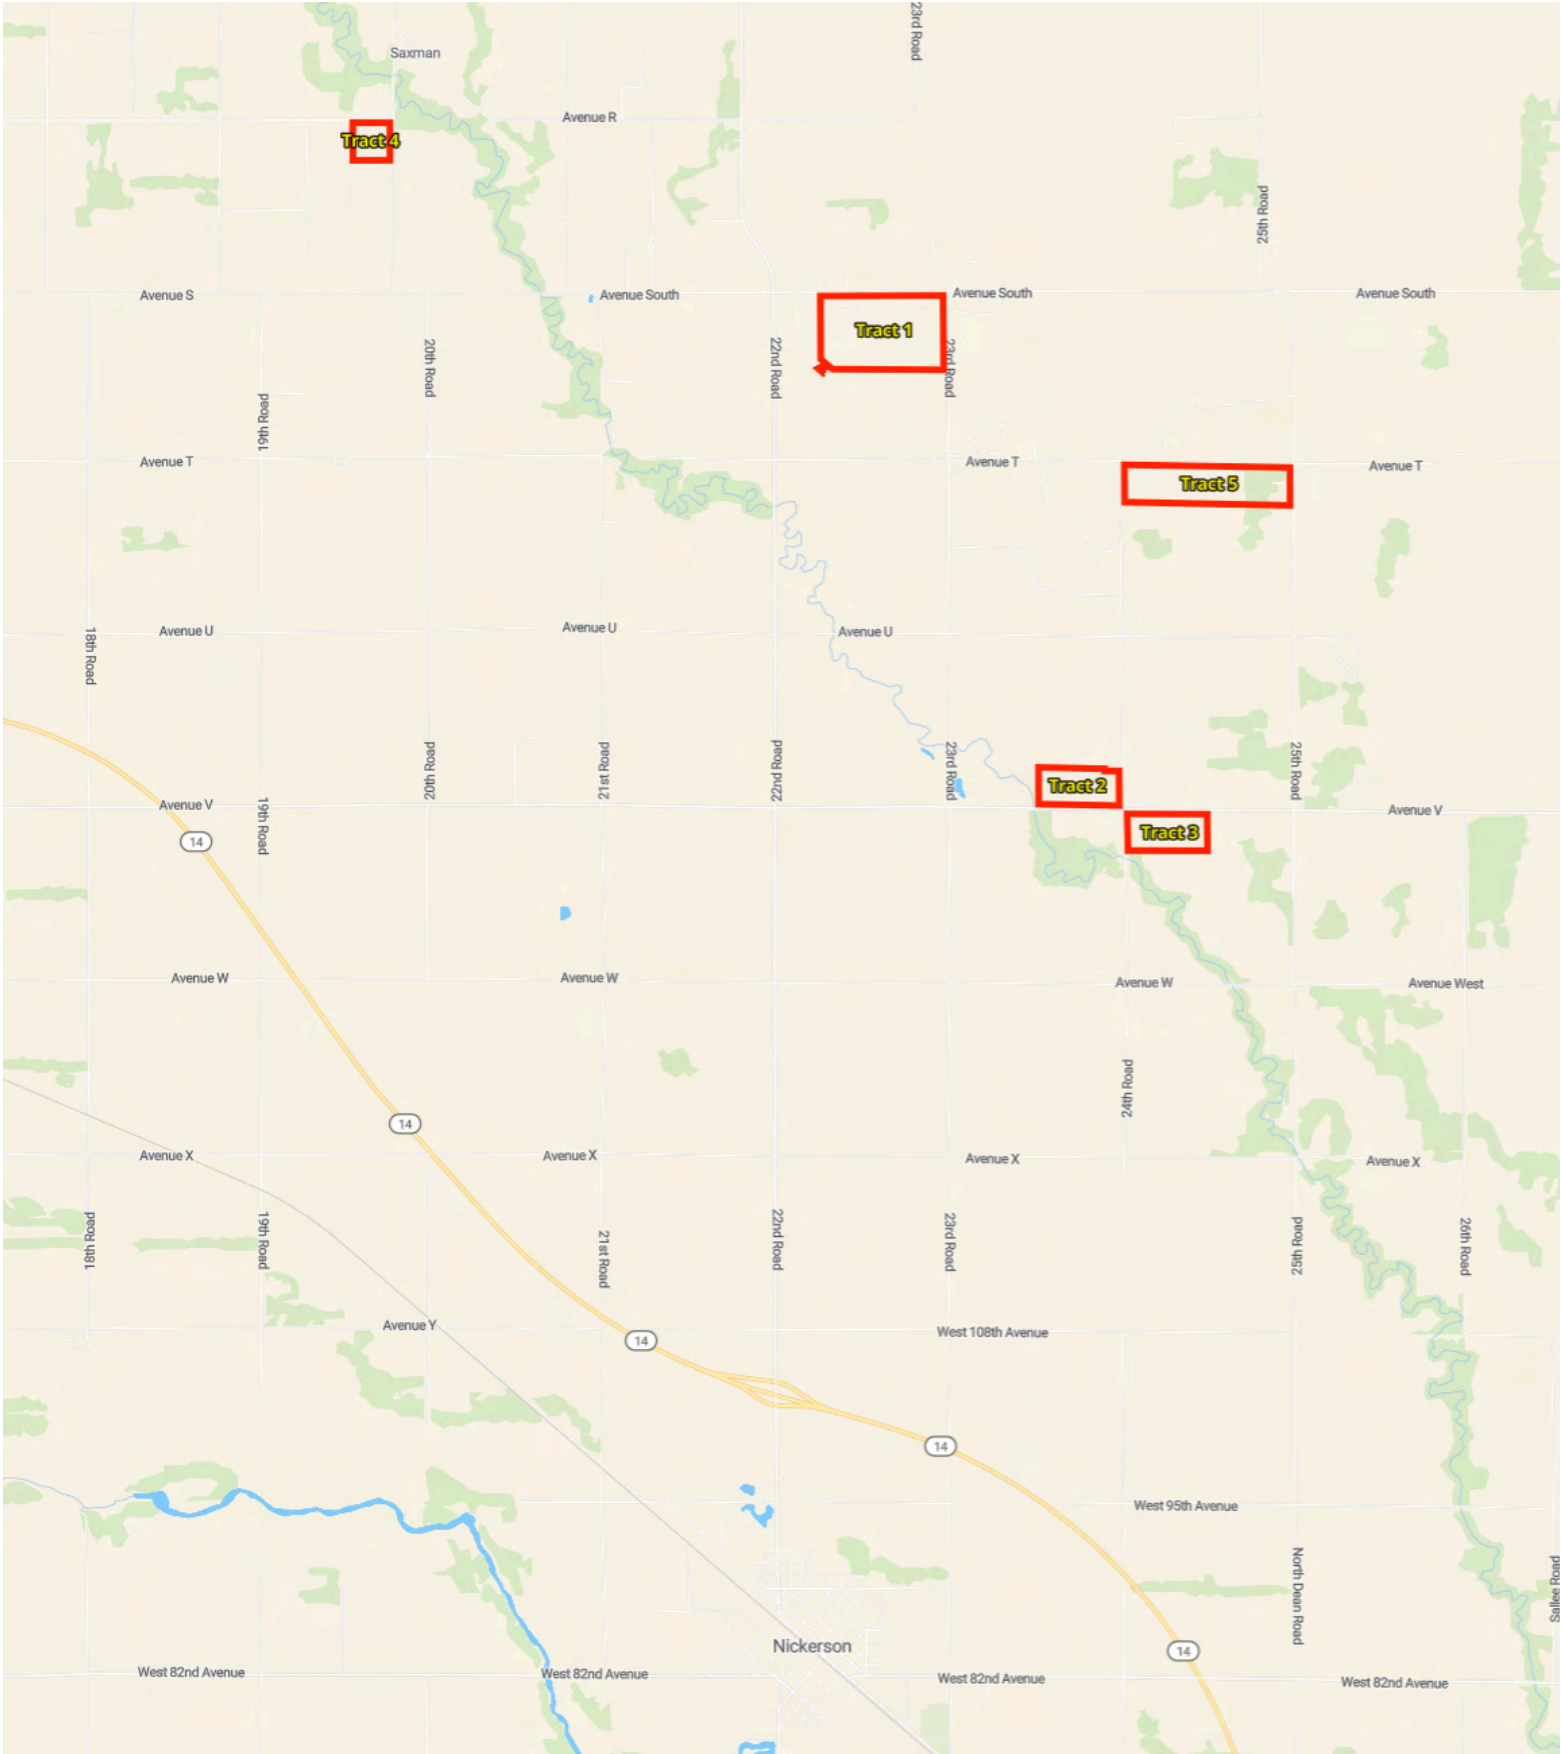 23rd Road
Saxman
Avenue R
Tract 4
25th Road
Avenue S
Avenue South
Avenue South
Avenue South
Tract 1
20th Road
22nd Road
23rd Road
19th Road
Avenue T
Avenue T
Avenue T
Tract 5
Avenue U
Avenue U
Avenue U
18th Road
20th Road
21st Road
22nd Road
23rd Road
25th Road
Tract 2
Avenue V
19th Road
Avenue V
Tract 3
14
Avenue W
Avenue W
Avenue W
Avenue West
24th Road
14
Avenue X
Avenue X
Avenue X
Avenue X
18th Road
19th Road
21st Road
22nd Road
23rd Road
25th Road
26th Road
Avenue Y
14
West 108th Avenue
14
West 95th Avenue
North Dean Road
Sallee Road
Nickerson
14
West 82nd Avenue
West 82nd Avenue
West 82nd Avenue
West 82nd Avenue